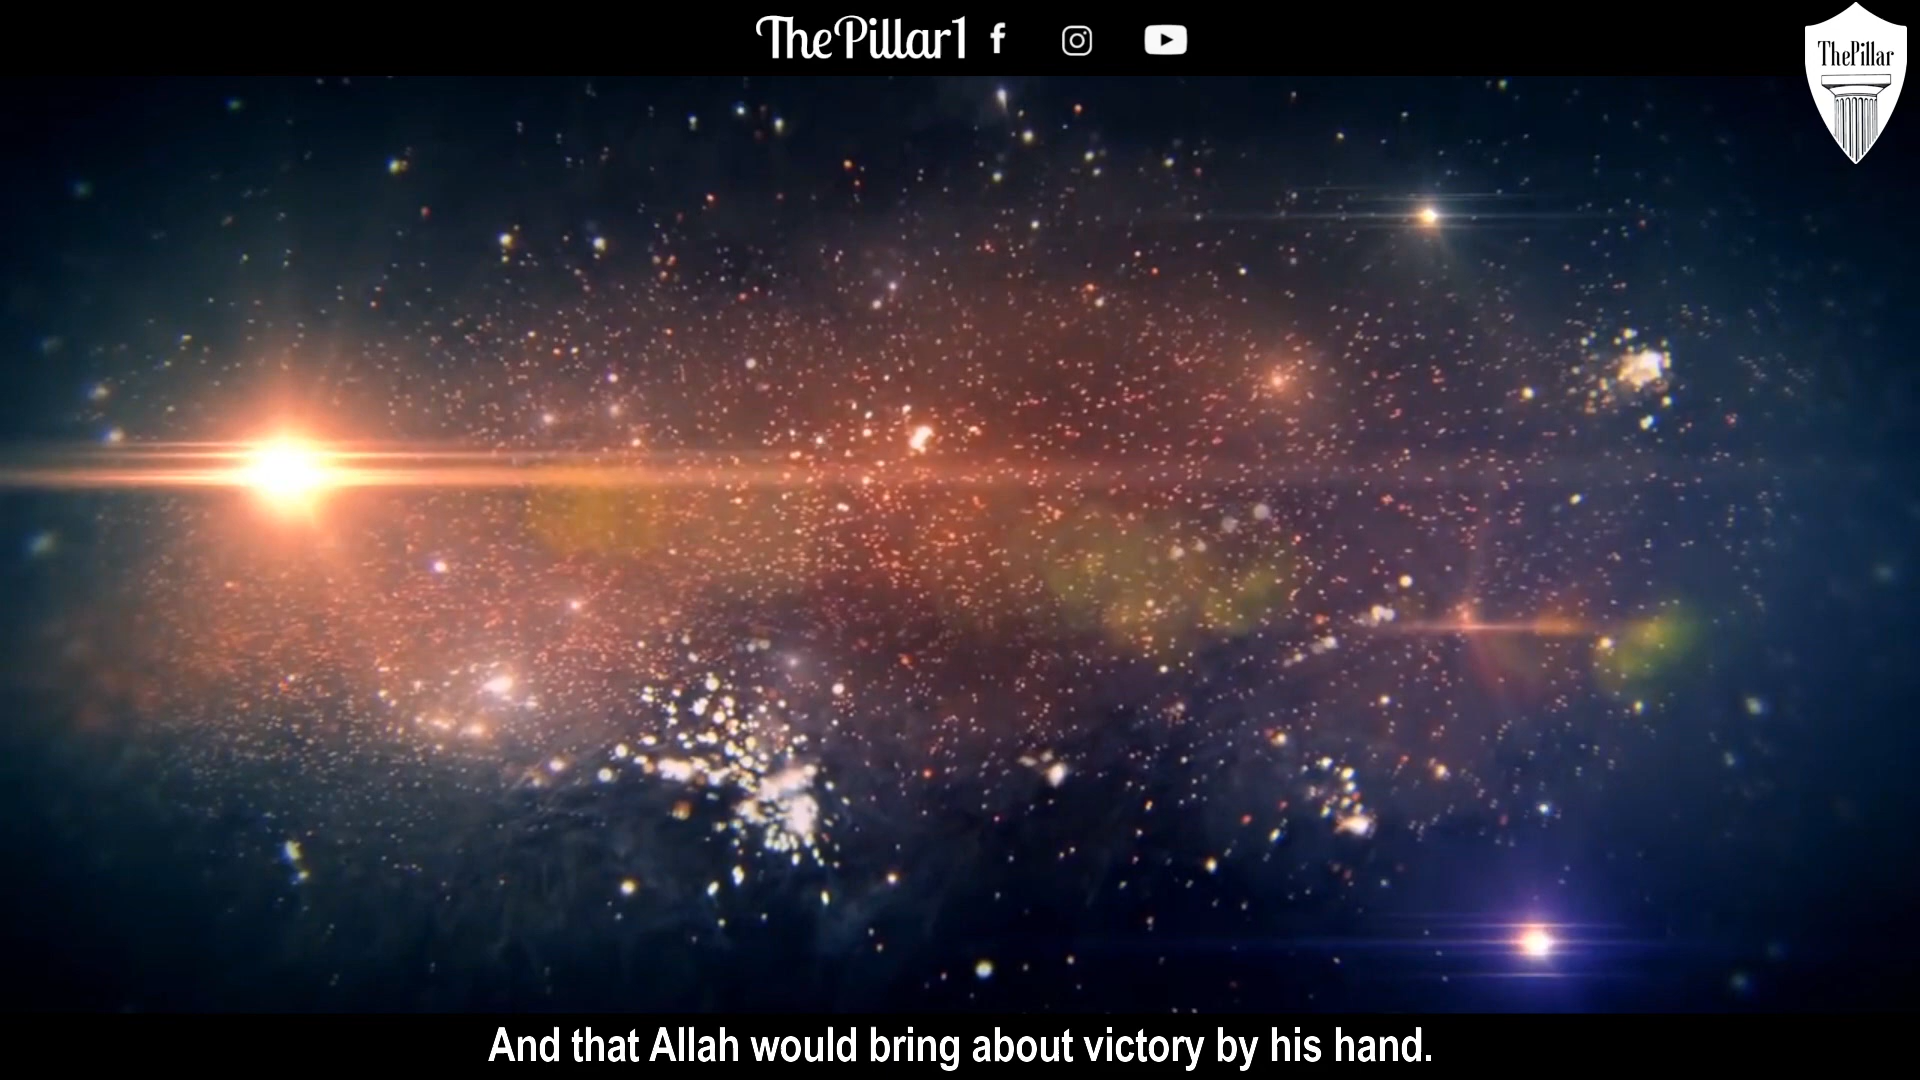 ThePillar1
ThePillar
And that Allah would bring about victory by his hand.